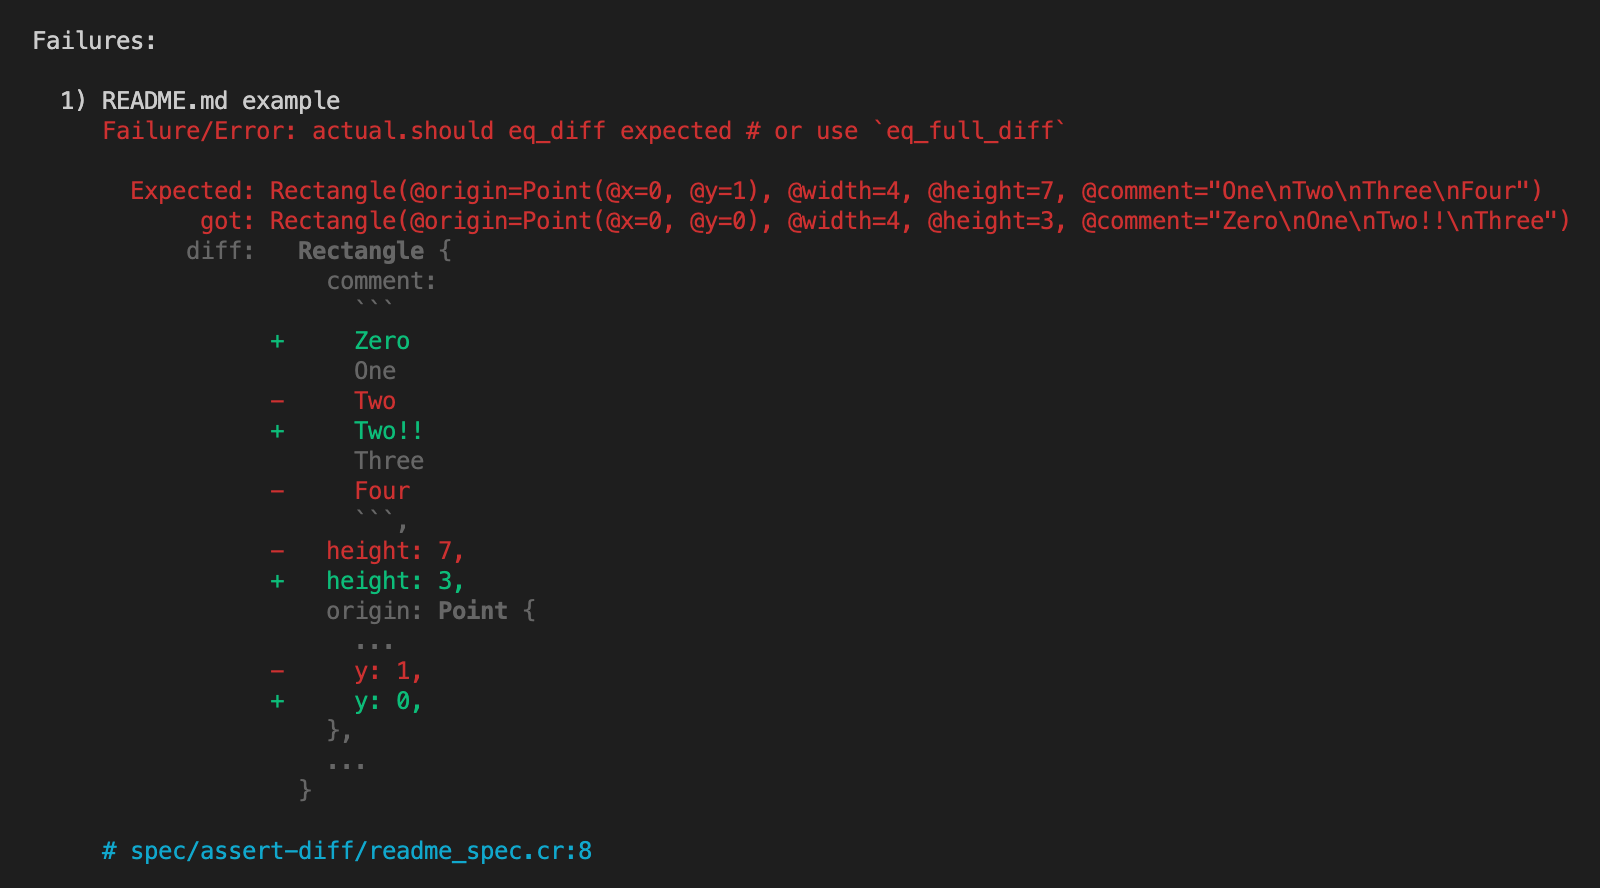 Failures:
1) README.md example
Failure/Error: actual.should eq_diff expected # or use `eq_full_diff`
Expected: Rectangle(@origin=Point(@x=0, @y=1), @width=4, @height=7, @comment="One\nTwo\nThree\nFour")
got: Rectangle(@origin=Point(@x=0, @y=0), @width=4, @height=3, @comment="Zero\nOne\nTwo!!\nThree")
diff:   Rectangle {
comment:
```
+     Zero
One
-     Two
+     Two!!
Three
-     Four
```,
-   height: 7,
+   height: 3,
origin: Point {
...
-     y: 1,
+     y: 0,
},
...
}
# spec/assert-diff/readme_spec.cr:8